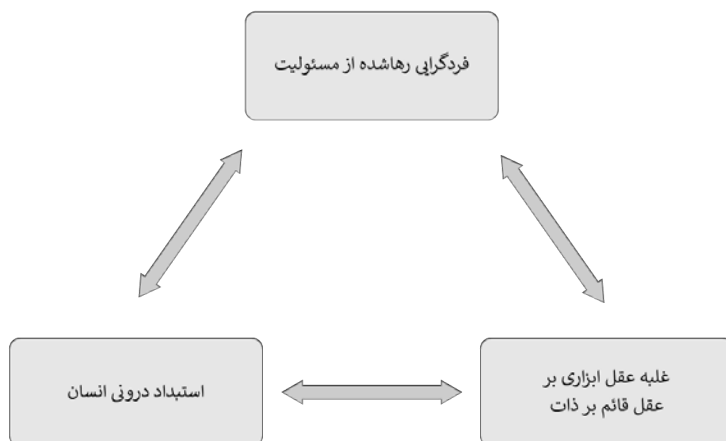 فردگرایی رهاشده از مسئولیت
غلبه عقل ابزاری بر
عقل قائم بر ذات
استبداد درونی انسان